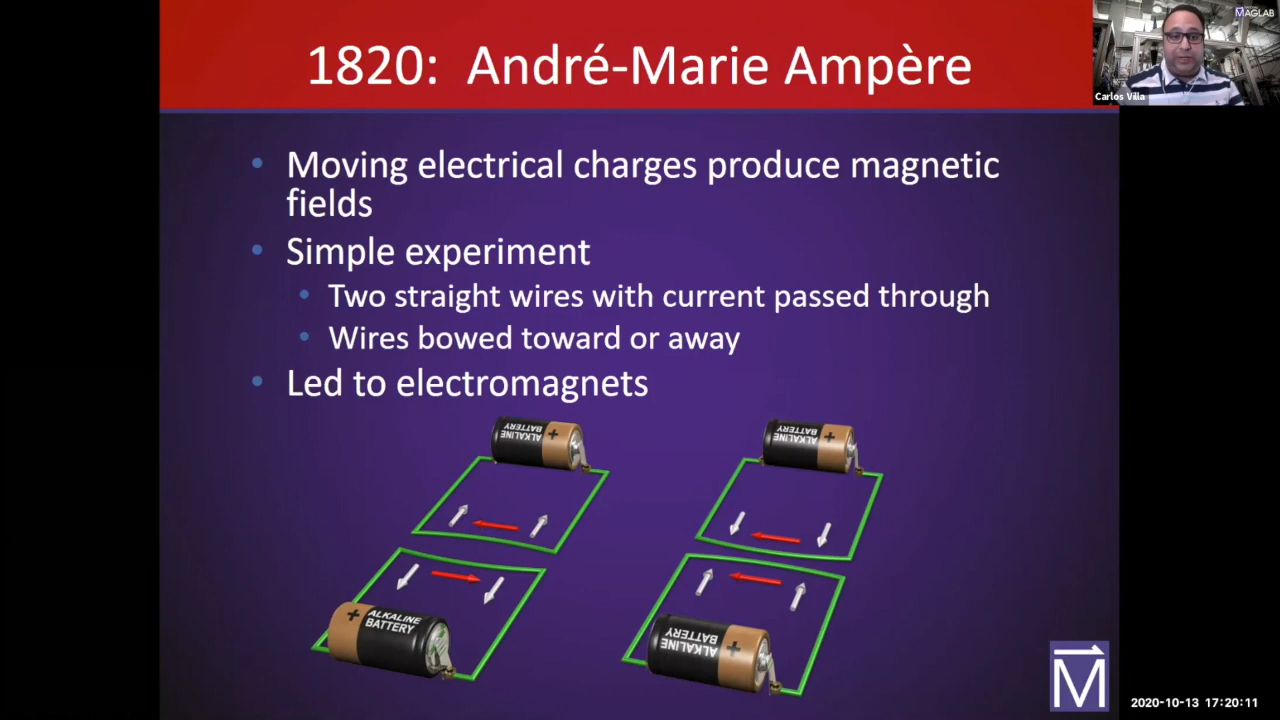 1820: André-Marie Ampère
MAGLAB
Carlos Villa
• Moving electrical charges produce magnetic
fields
• Simple experiment
• Two straight wires with current passed through
• Wires bowed toward or away
• Led to electromagnets
ALKALINE
BATTERY
+
ALKALINE
BATTERY
+
+
ALKALINE
BATTERY
ALKALINE
BATTERY
+
M
2020-10-13 17:20:11